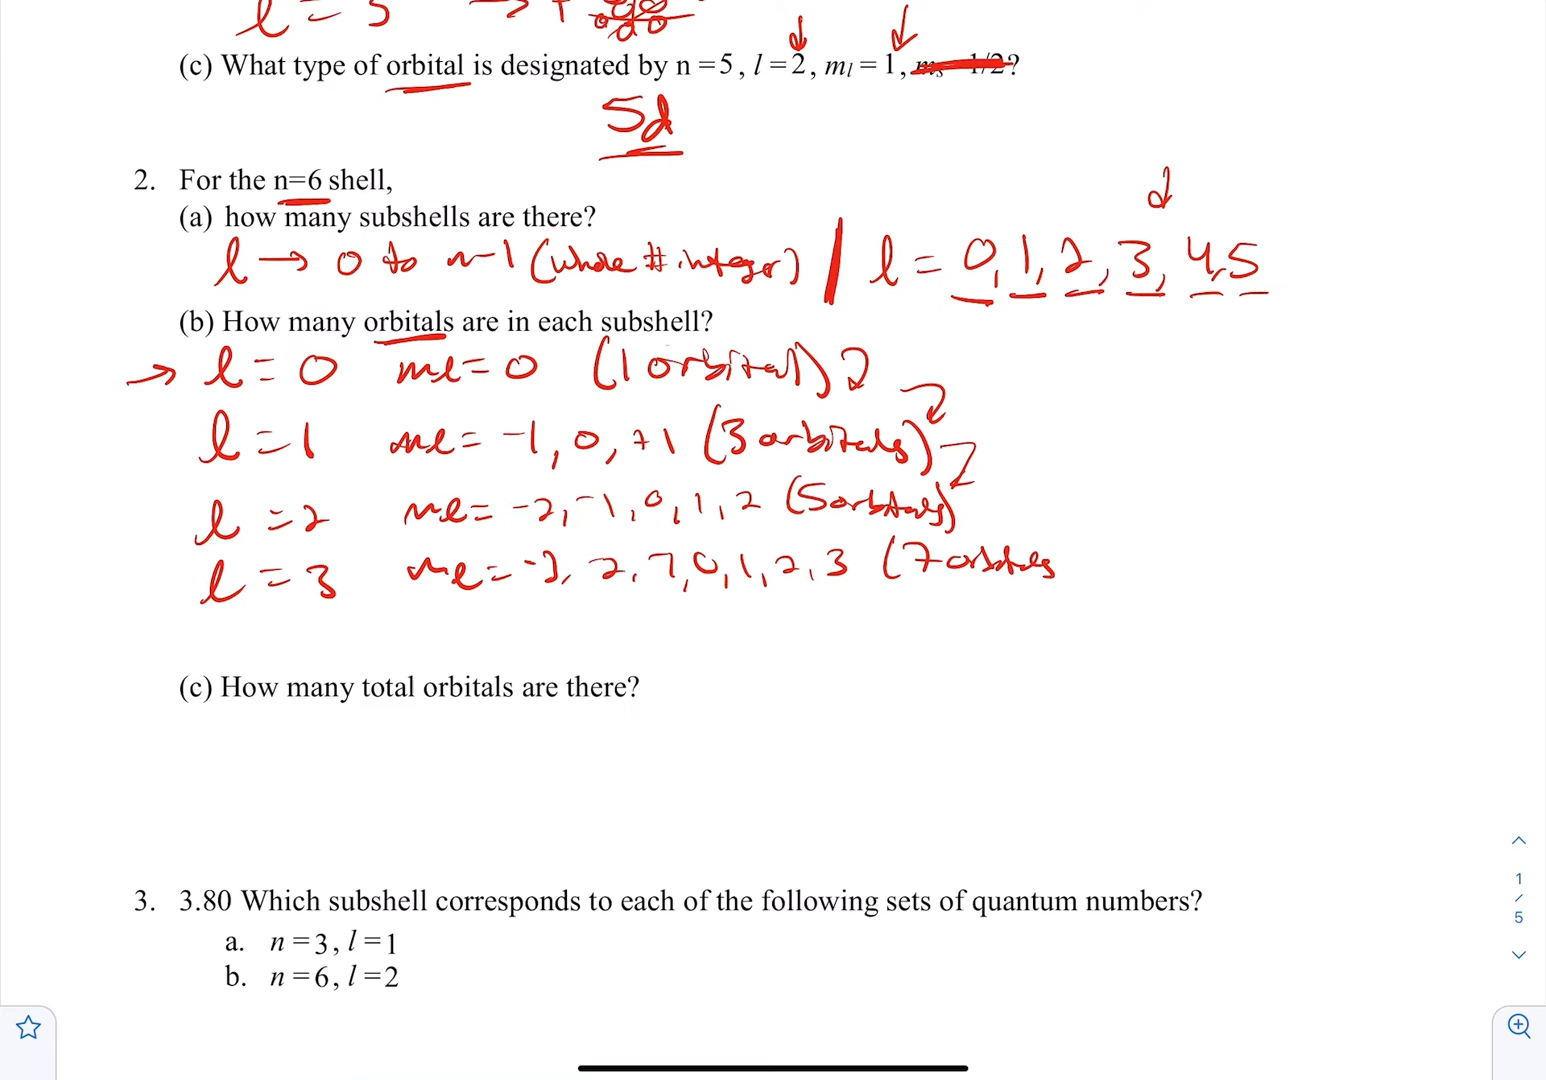 l = 3
(c) What type of orbital is designated by n = 5, l = 2, ml = 1, ms = 1/2?
5d
2. For the n=6 shell,
(a) how many subshells are there?
l → 0 to n-1 (whole # integer) | l = 0, 1, 2, 3, 4, 5
(b) How many orbitals are in each subshell?
→ l = 0 ml = 0 (1 orbital) 2
l = 1 ml = -1, 0, +1 (3 orbitals) 2
l = 2 ml = -2, -1, 0, 1, 2 (5 orbitals)
l = 3 ml = -3, 2, 7, 0, 1, 2, 3 (7 orbitals
(c) How many total orbitals are there?
3. 3.80 Which subshell corresponds to each of the following sets of quantum numbers?
a. n = 3, l = 1
b. n = 6, l = 2
1
/
5